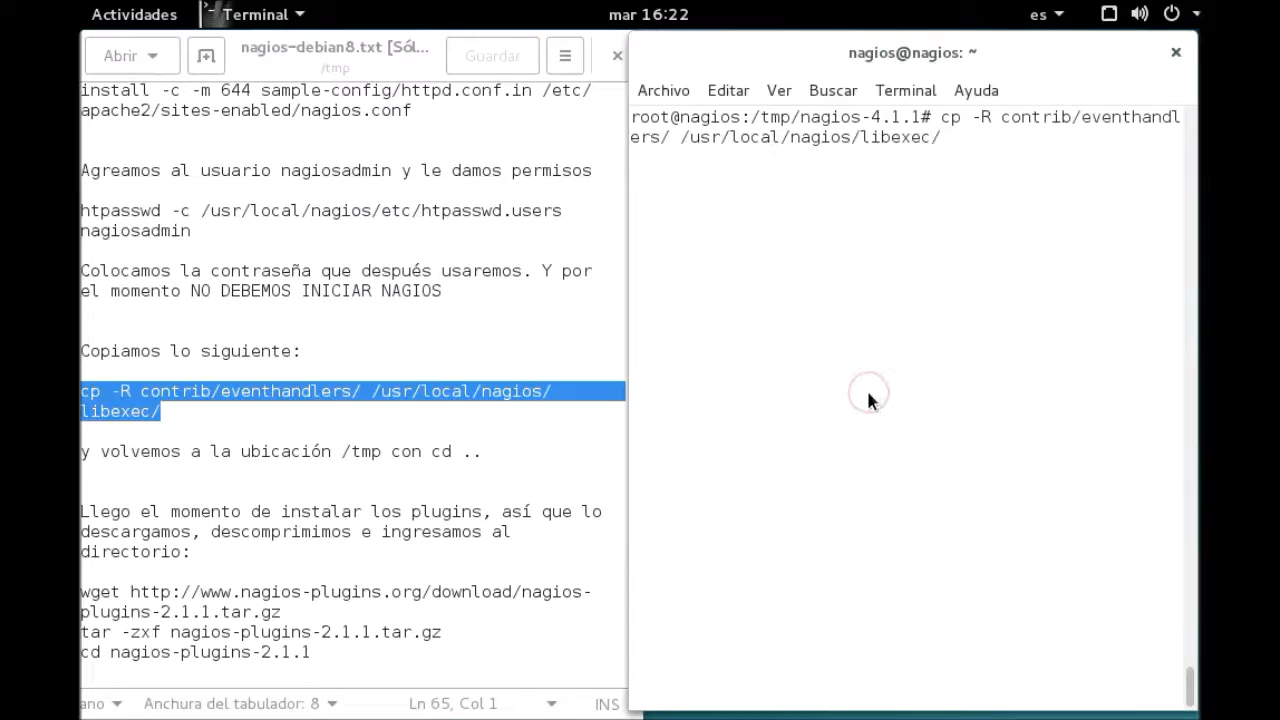 Actividades
Terminal
mar 16:22
es
Abrir
nagios-debian8.txt [Sól...
/tmp
Guardar
install -c -m 644 sample-config/httpd.conf.in /etc/
apache2/sites-enabled/nagios.conf
Agreamos al usuario nagiosadmin y le damos permisos
htpasswd -c /usr/local/nagios/etc/htpasswd.users
nagiosadmin
Colocamos la contraseña que después usaremos. Y por
el momento NO DEBEMOS INICIAR NAGIOS
Copiamos lo siguiente:
cp -R contrib/eventhandlers/ /usr/local/nagios/
libexec/
y volvemos a la ubicación /tmp con cd ..
Llego el momento de instalar los plugins, así que lo
descargamos, descomprimimos e ingresamos al
directorio:
wget http://www.nagios-plugins.org/download/nagios-
plugins-2.1.1.tar.gz
tar -zxf nagios-plugins-2.1.1.tar.gz
cd nagios-plugins-2.1.1
ano
Anchura del tabulador: 8
Ln 65, Col 1
INS
nagios@nagios: ~
Archivo Editar Ver Buscar Terminal Ayuda
root@nagios:/tmp/nagios-4.1.1# cp -R contrib/eventhandl
ers/ /usr/local/nagios/libexec/